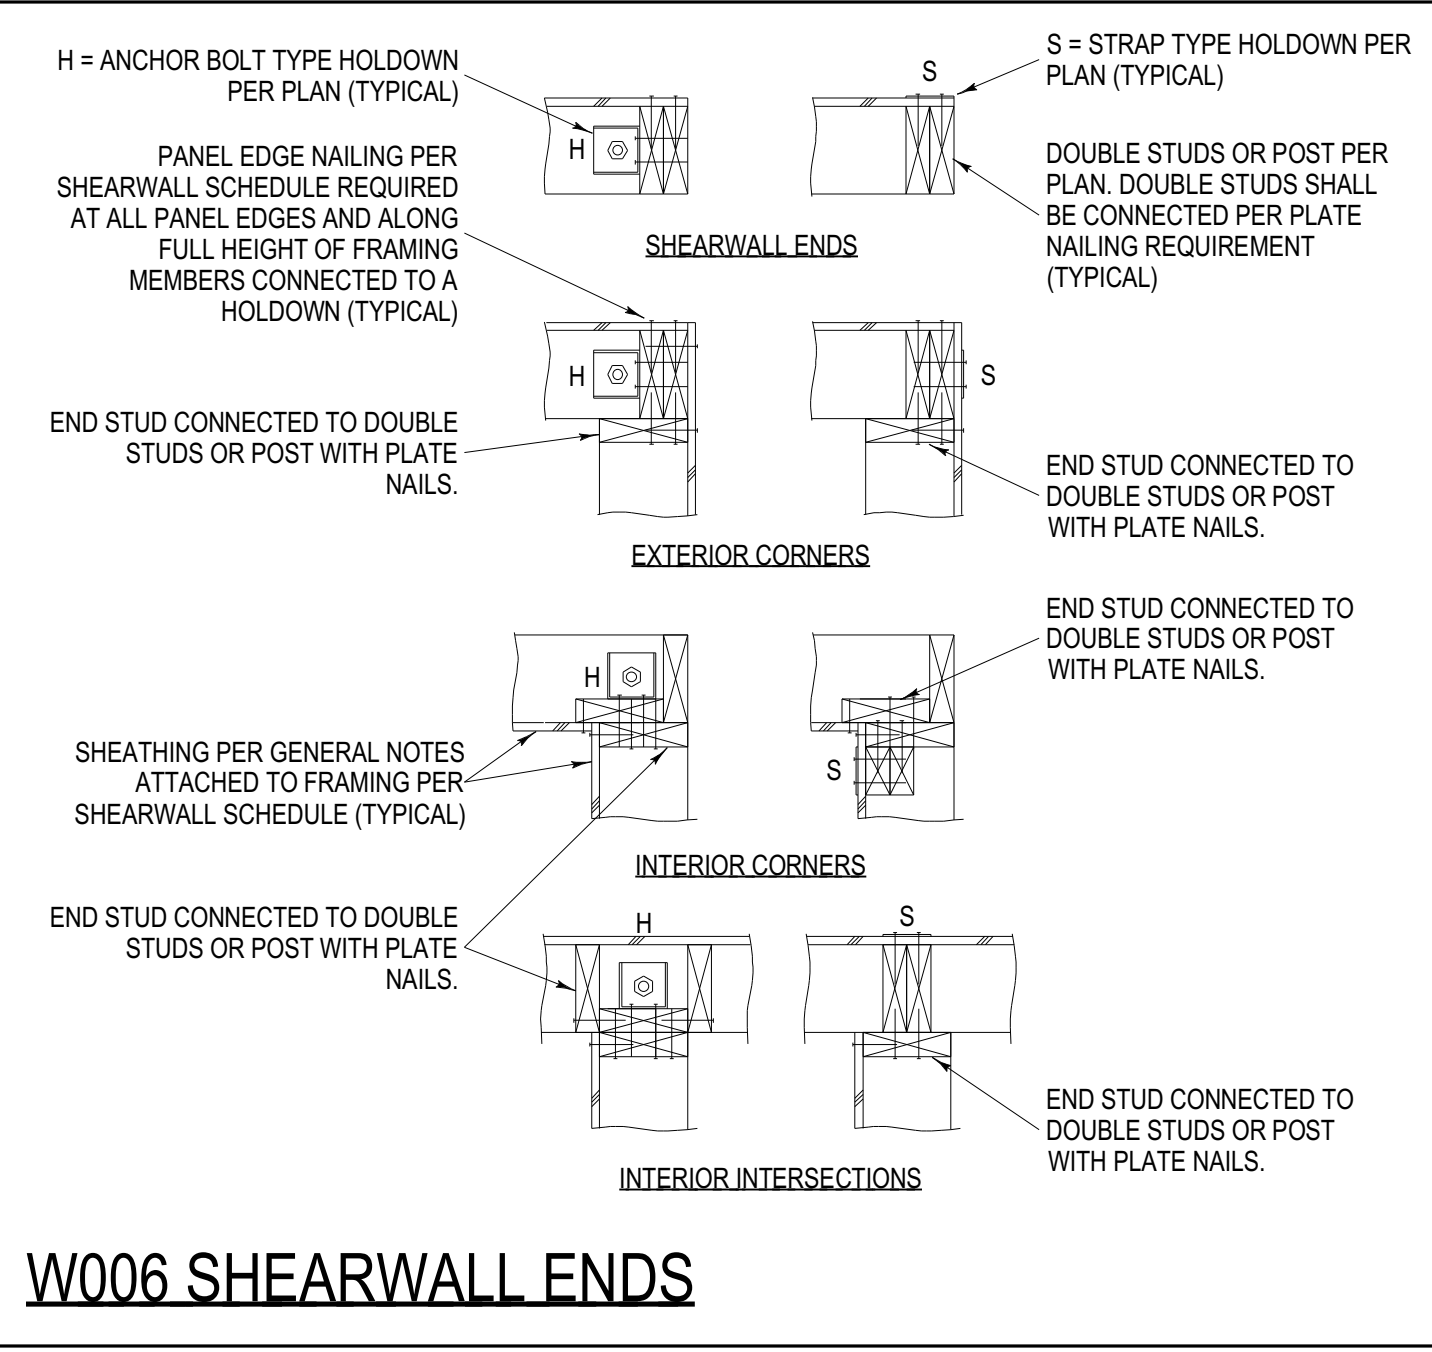 H = ANCHOR BOLT TYPE HOLDOWN
PER PLAN (TYPICAL)
S = STRAP TYPE HOLDOWN PER
PLAN (TYPICAL)
S
H
PANEL EDGE NAILING PER
SHEARWALL SCHEDULE REQUIRED
AT ALL PANEL EDGES AND ALONG
FULL HEIGHT OF FRAMING
MEMBERS CONNECTED TO A
HOLDOWN (TYPICAL)
DOUBLE STUDS OR POST PER
PLAN. DOUBLE STUDS SHALL
BE CONNECTED PER PLATE
NAILING REQUIREMENT
(TYPICAL)
SHEARWALL ENDS
H
S
END STUD CONNECTED TO DOUBLE
STUDS OR POST WITH PLATE
NAILS.
END STUD CONNECTED TO
DOUBLE STUDS OR POST
WITH PLATE NAILS.
EXTERIOR CORNERS
END STUD CONNECTED TO
DOUBLE STUDS OR POST
WITH PLATE NAILS.
H
S
SHEATHING PER GENERAL NOTES
ATTACHED TO FRAMING PER
SHEARWALL SCHEDULE (TYPICAL)
INTERIOR CORNERS
END STUD CONNECTED TO DOUBLE
STUDS OR POST WITH PLATE
NAILS.
H
S
END STUD CONNECTED TO
DOUBLE STUDS OR POST
WITH PLATE NAILS.
INTERIOR INTERSECTIONS
W006 SHEARWALL ENDS